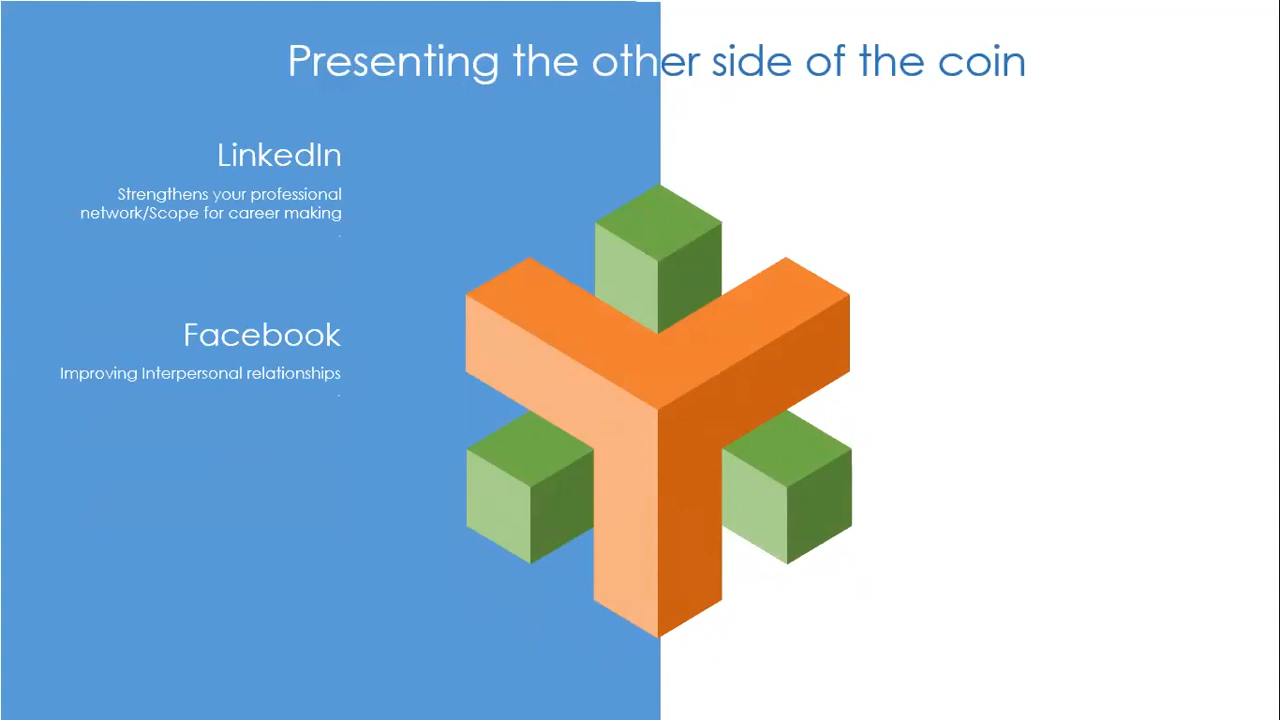 Presenting the other side of the coin
LinkedIn
Strengthens your professional
network/Scope for career making
.
Facebook
Improving Interpersonal relationships
.